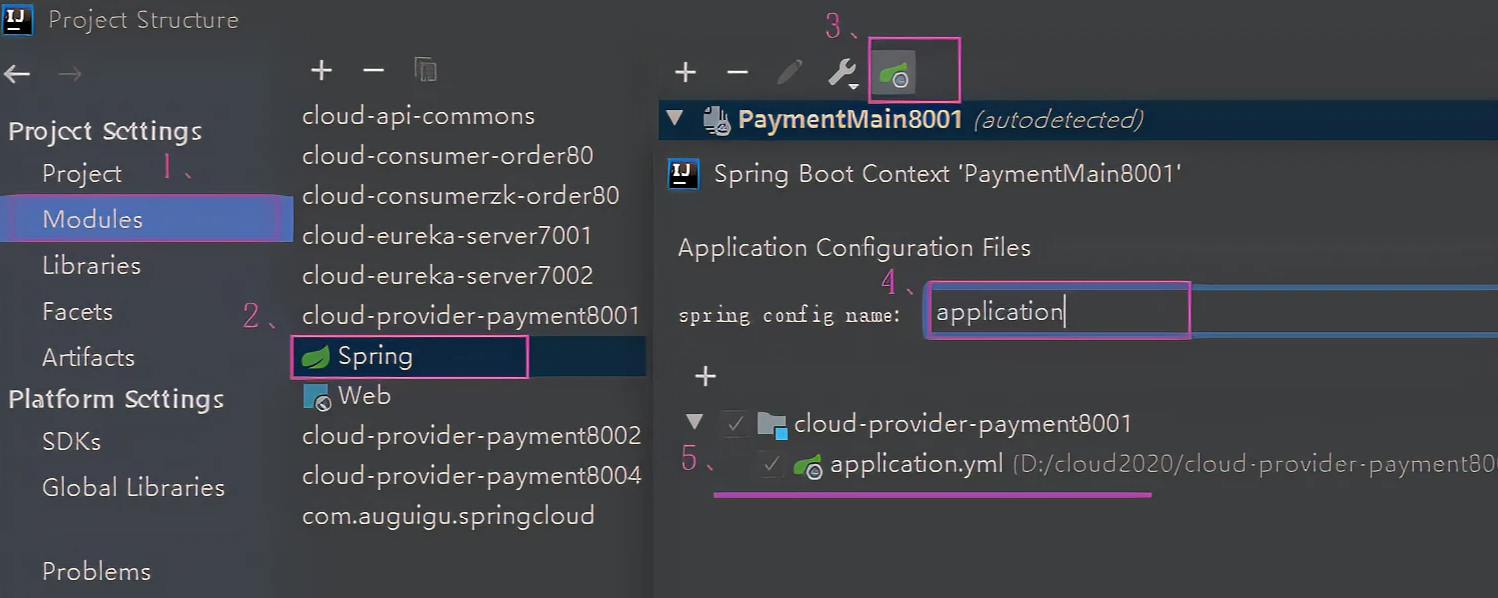 IJ Project Structure
Project Settings
1、
Project
Modules
Libraries
Facets
Artifacts
Platform Settings
SDKs
Global Libraries
Problems
cloud-api-commons
cloud-consumer-order80
cloud-consumerzk-order80
cloud-eureka-server7001
cloud-eureka-server7002
cloud-provider-payment8001
2、
Spring
Web
cloud-provider-payment8002
cloud-provider-payment8004
com.auguigu.springcloud
3、
PaymentMain8001 (autodetected)
IJ Spring Boot Context 'PaymentMain8001'
Application Configuration Files
4、
spring config name: application
cloud-provider-payment8001
5、
application.yml (D:/cloud2020/cloud-provider-payment80